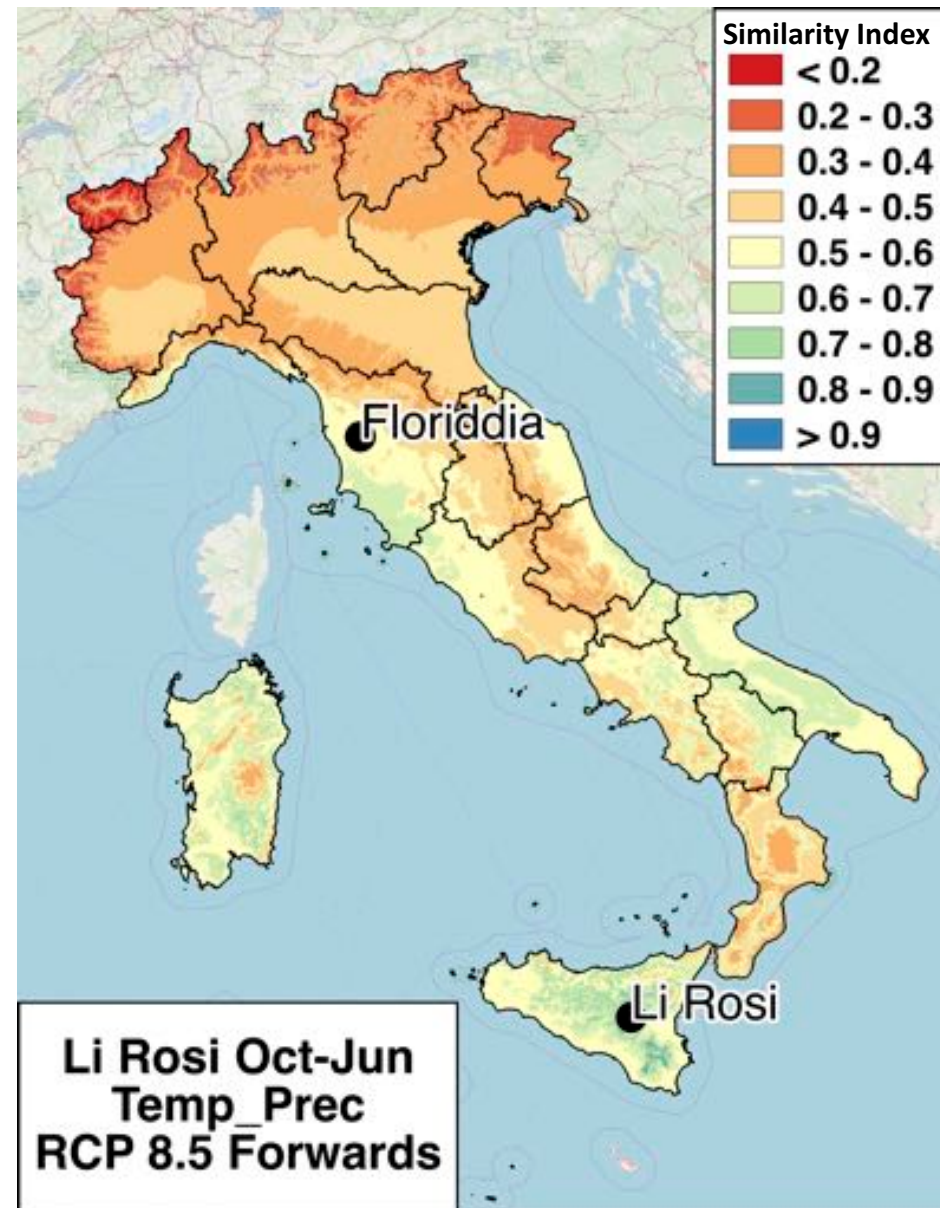 Similarity Index
< 0.2
0.2 - 0.3
0.3 - 0.4
0.4 - 0.5
0.5 - 0.6
0.6 - 0.7
0.7 - 0.8
0.8 - 0.9
> 0.9
Floriddia
Li Rosi
Li Rosi Oct-Jun
Temp_Prec
RCP 8.5 Forwards